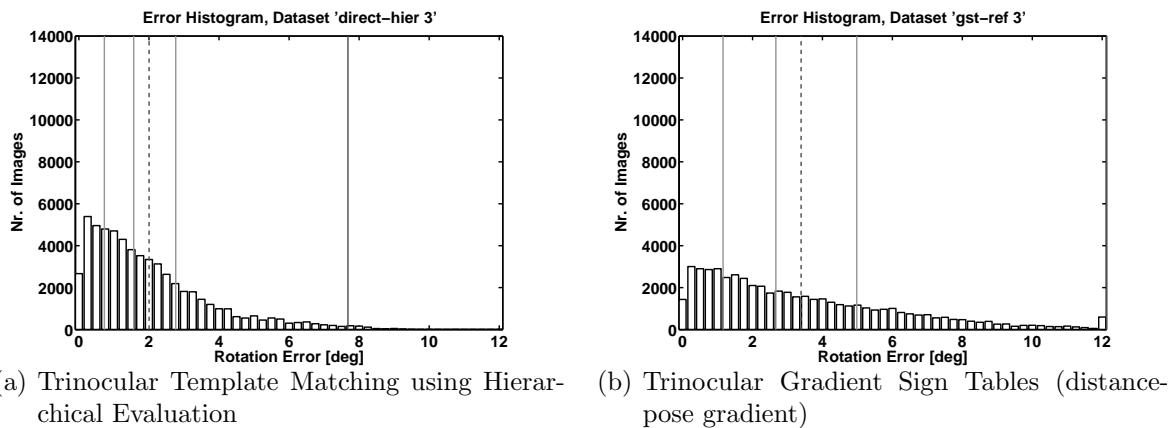 Error Histogram, Dataset 'direct−hier 3'
14000
12000
10000
8000
6000
4000
2000
0
Nr. of Images
0 2 4 6 8 10 12
Rotation Error [deg]
a) Trinocular Template Matching using Hierar-
chical Evaluation
Error Histogram, Dataset 'gst−ref 3'
14000
12000
10000
8000
6000
4000
2000
0
Nr. of Images
0 2 4 6 8 10 12
Rotation Error [deg]
(b) Trinocular Gradient Sign Tables (distance-
pose gradient)